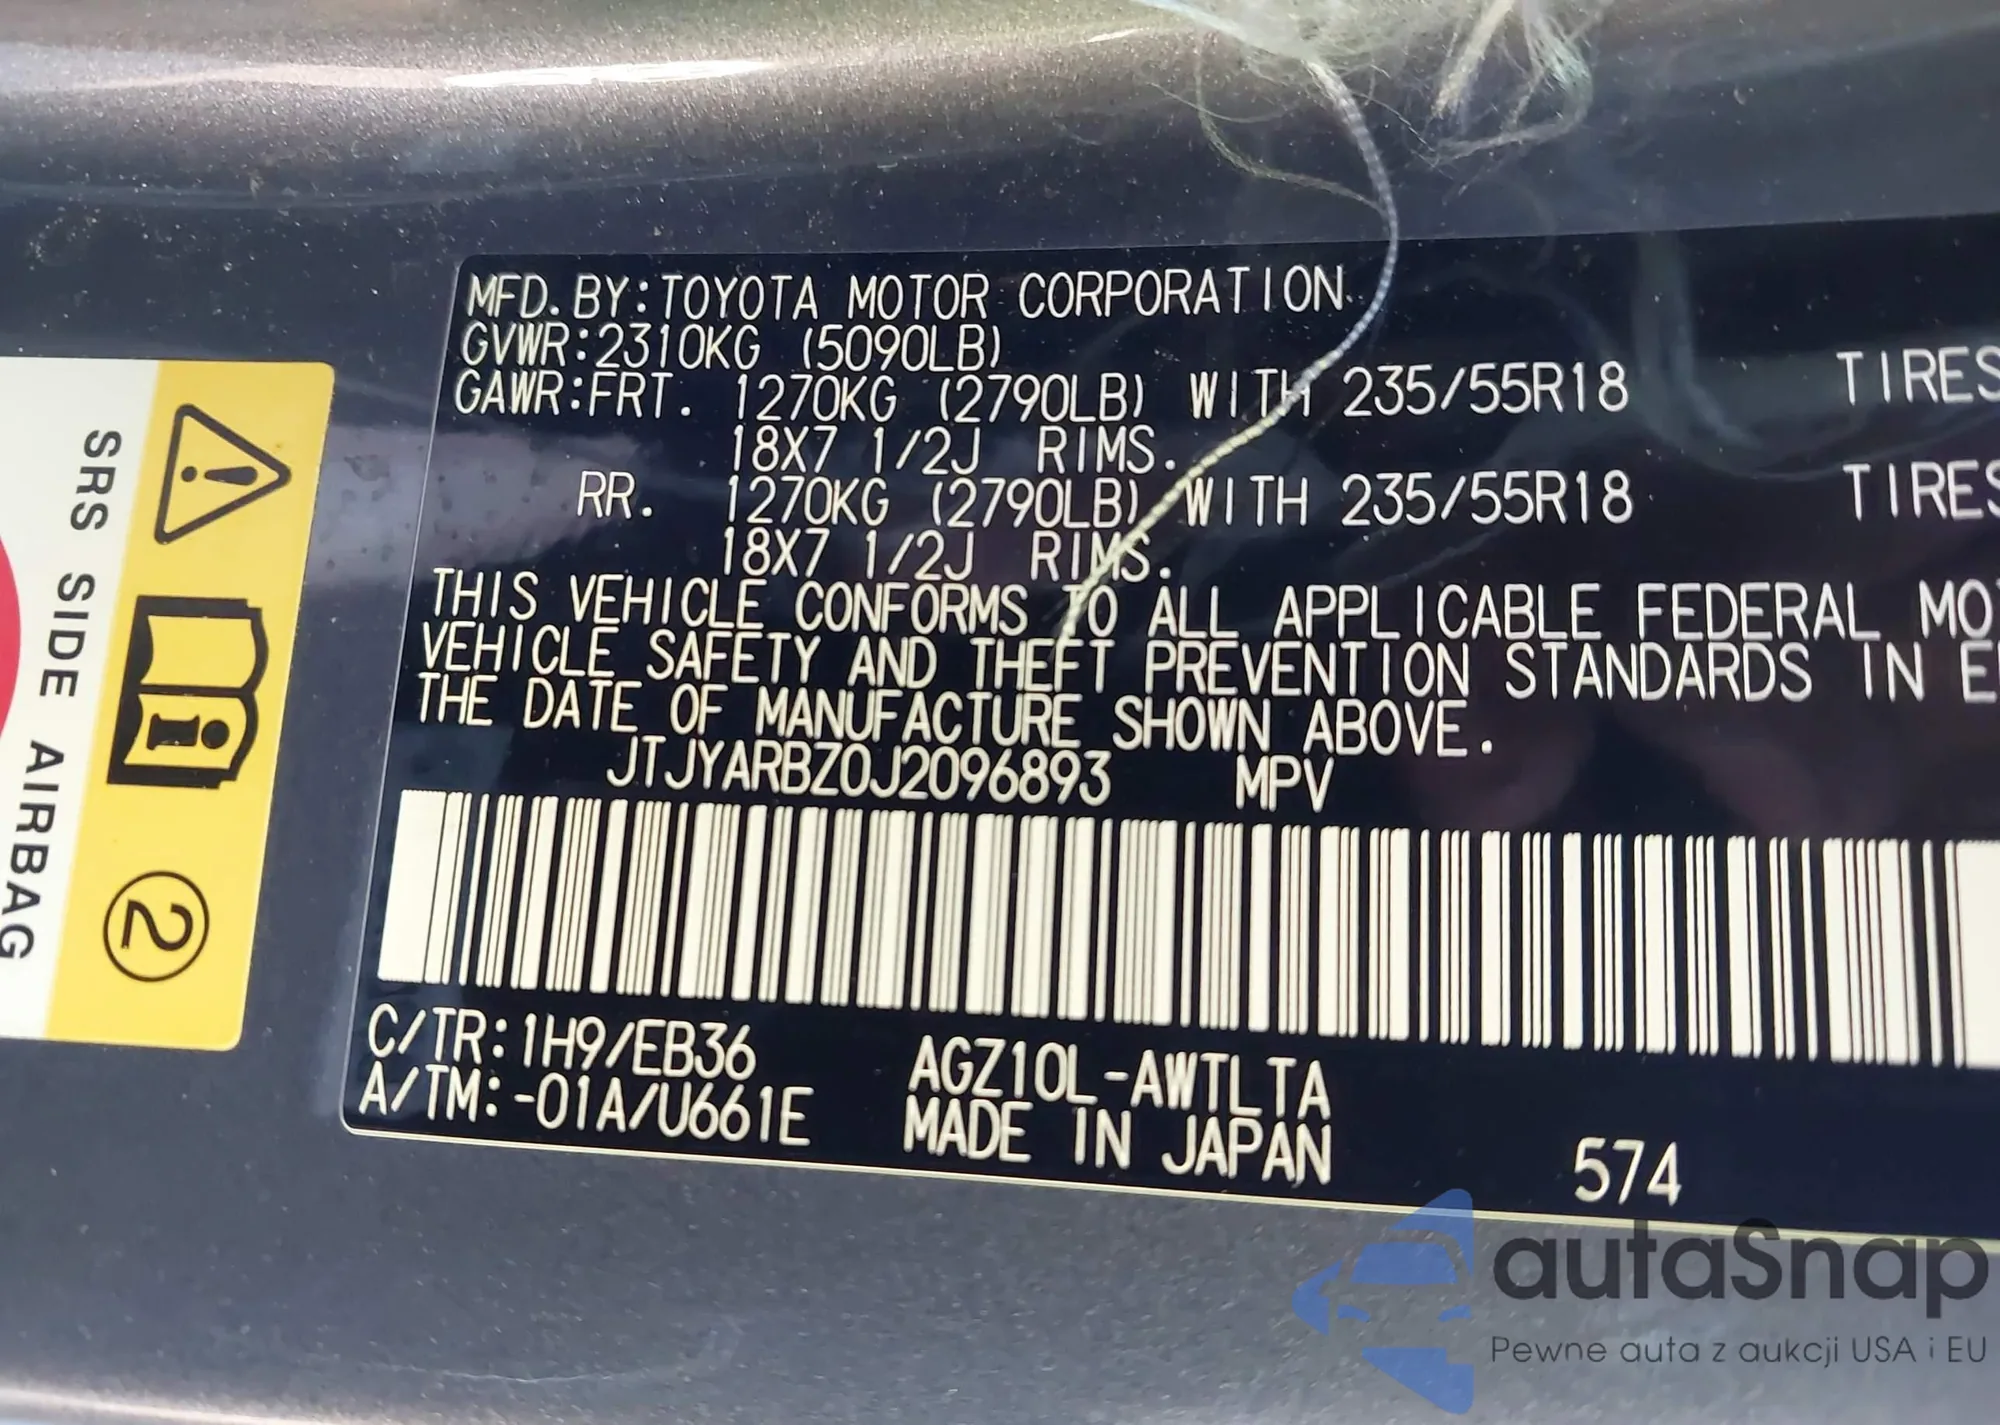 MFD. BY: TOYOTA MOTOR CORPORATION
GVWR: 2310KG (5090LB)
GAWR: FRT. 1270KG (2790LB) WITH 235/55R18 TIRES
18X7 1/2J RIMS.
RR. 1270KG (2790LB) WITH 235/55R18 TIRES
18X7 1/2J RIMS.
THIS VEHICLE CONFORMS TO ALL APPLICABLE FEDERAL MO
VEHICLE SAFETY AND THEFT PREVENTION STANDARDS IN E
THE DATE OF MANUFACTURE SHOWN ABOVE.
JTJYARBZ0J2096893 MPV
C/TR: 1H9/EB36 AGZ10L-AWTLTA
A/TM: -01A/U661E MADE IN JAPAN 574
SRS SIDE AIRBAG
2
autoSnap
Pewne auta z aukcji USA i EU